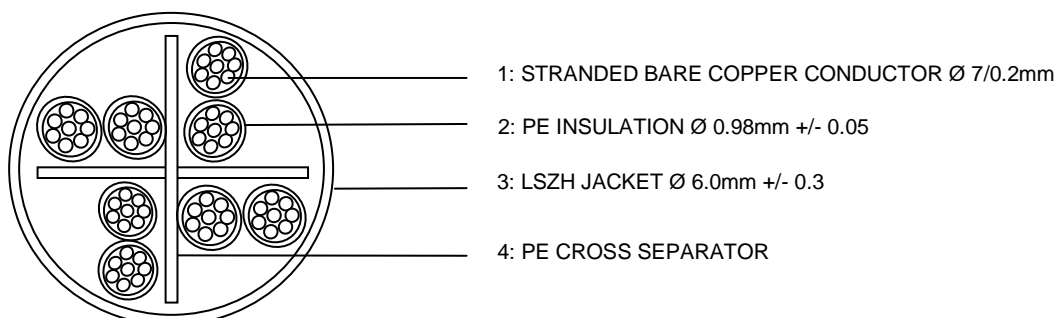 1: STRANDED BARE COPPER CONDUCTOR Ø 7/0.2mm
2: PE INSULATION Ø 0.98mm +/- 0.05
3: LSZH JACKET Ø 6.0mm +/- 0.3
4: PE CROSS SEPARATOR